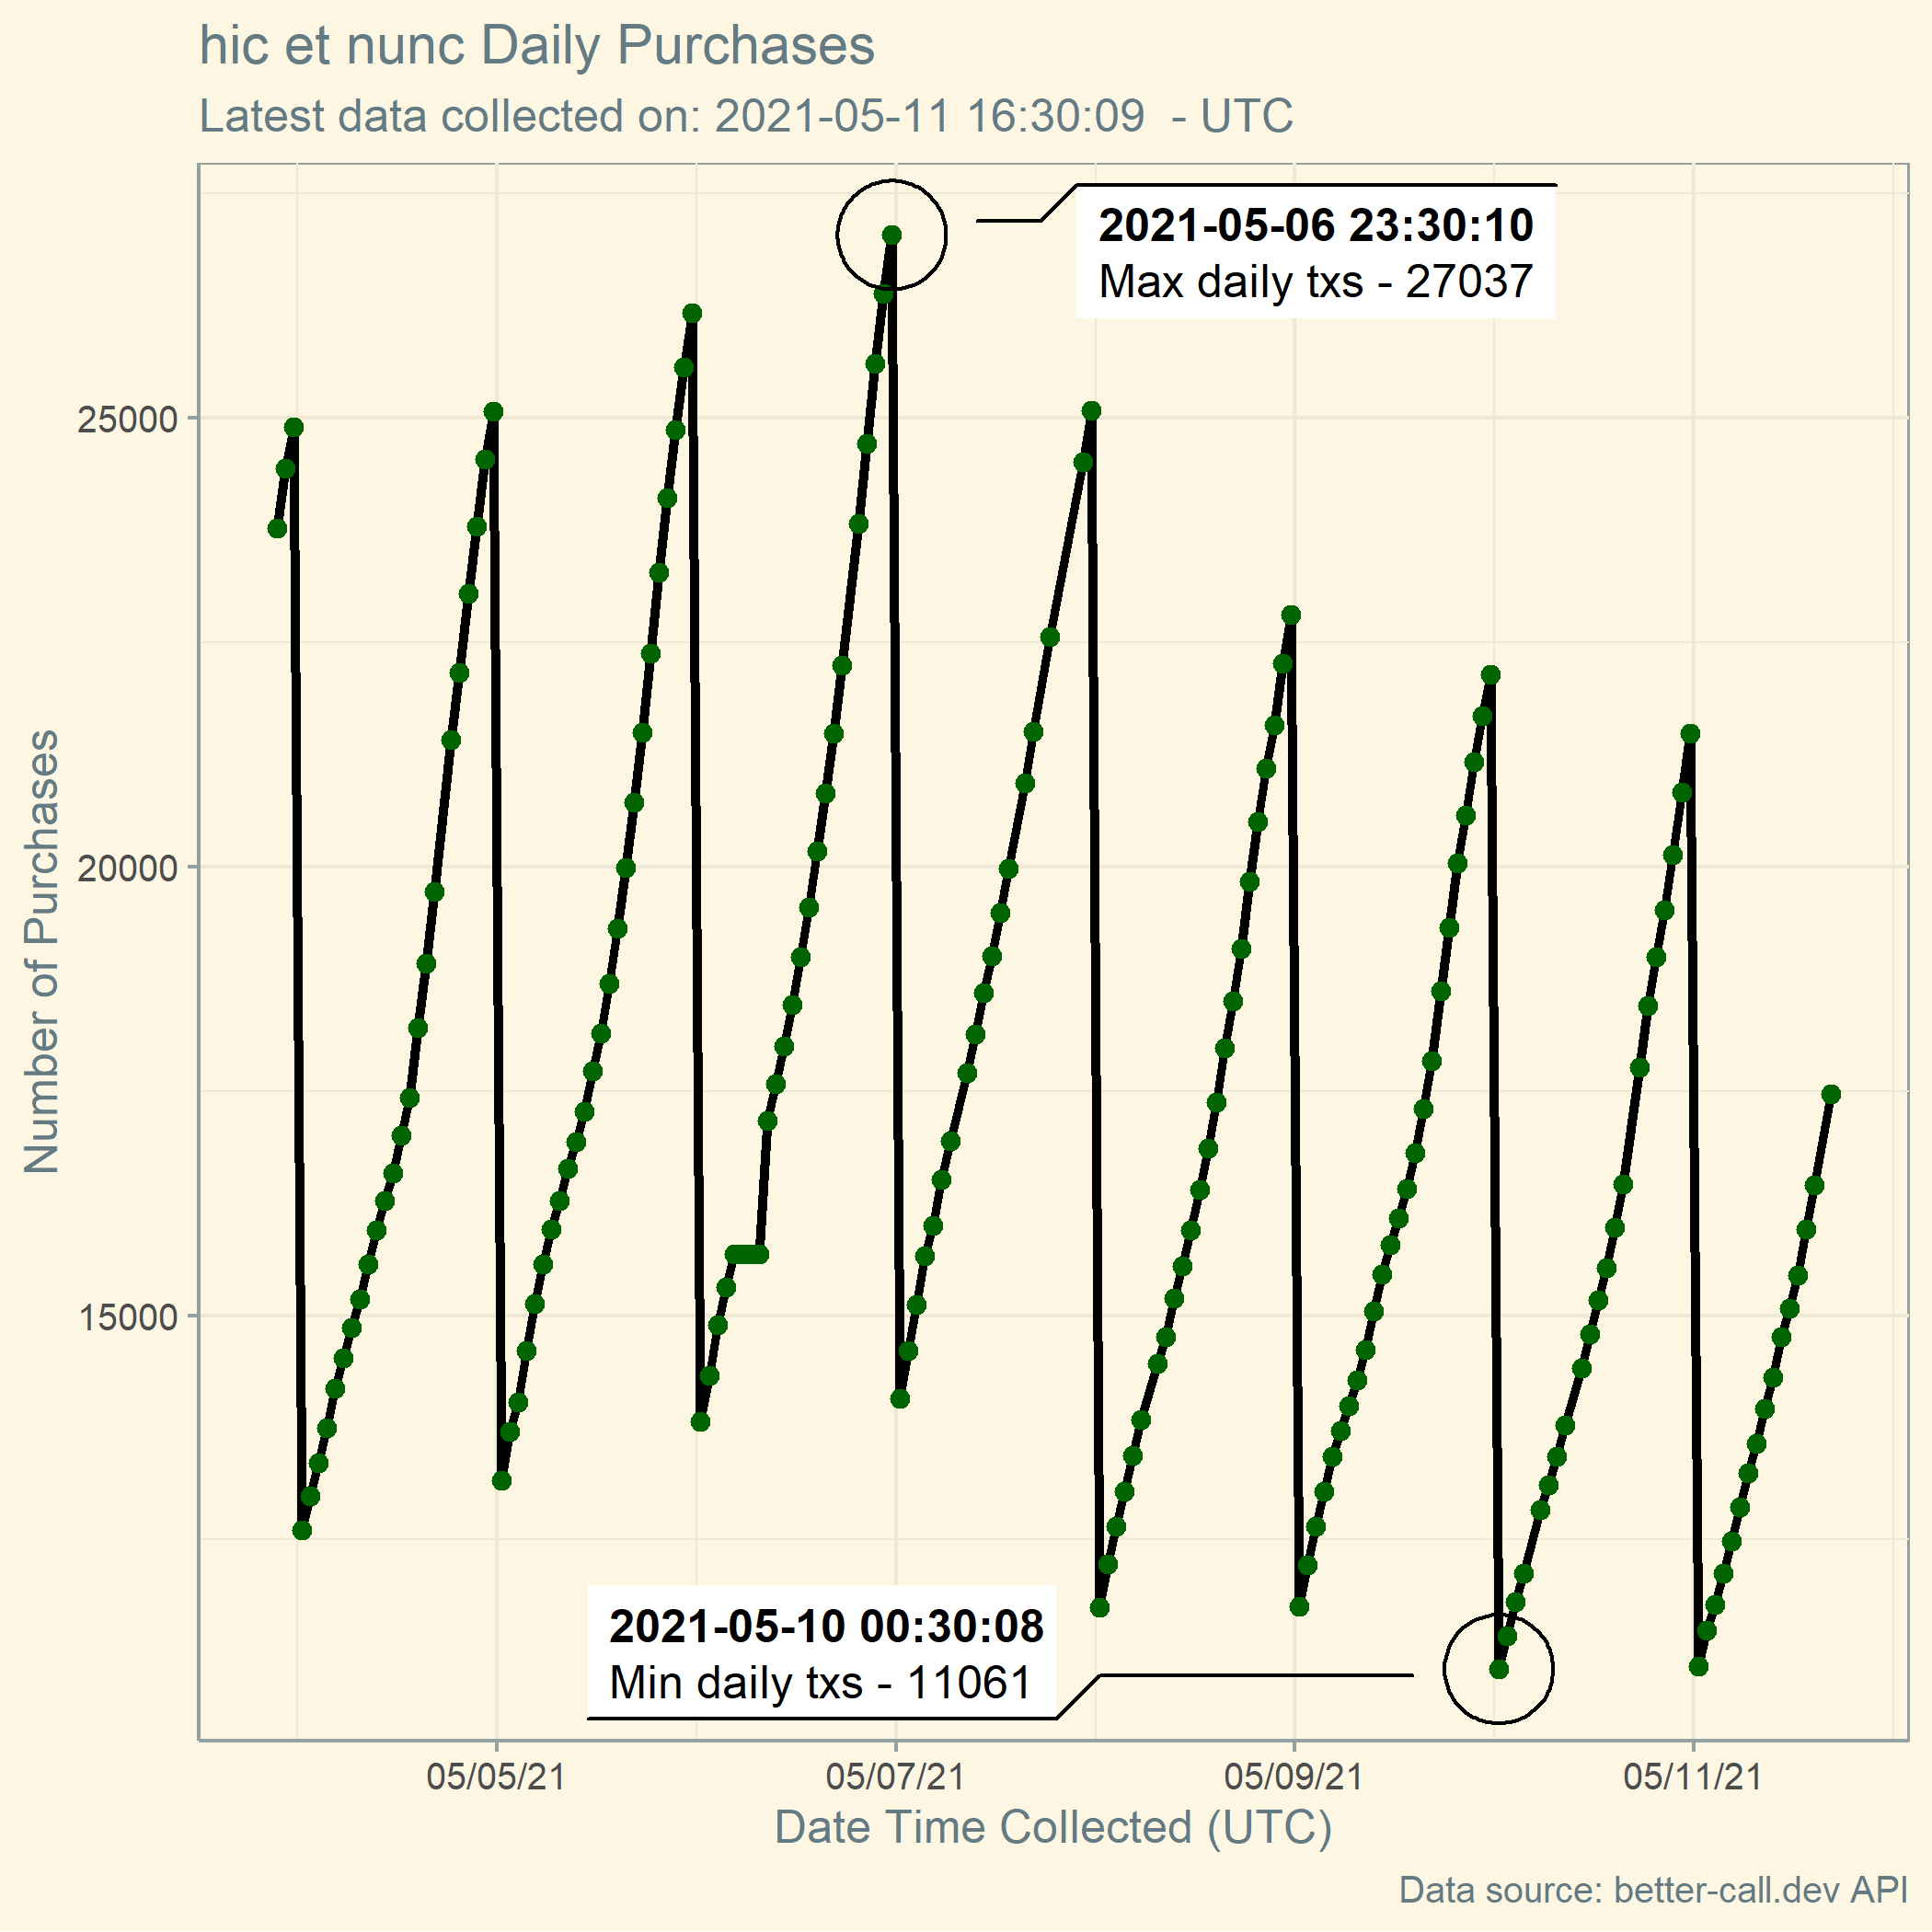 hic et nunc Daily Purchases
Latest data collected on: 2021-05-11 16:30:09 - UTC
2021-05-06 23:30:10
Max daily txs - 27037
25000
20000
15000
Number of Purchases
2021-05-10 00:30:08
Min daily txs - 11061
05/05/21
05/07/21
05/09/21
05/11/21
Date Time Collected (UTC)
Data source: better-call.dev API